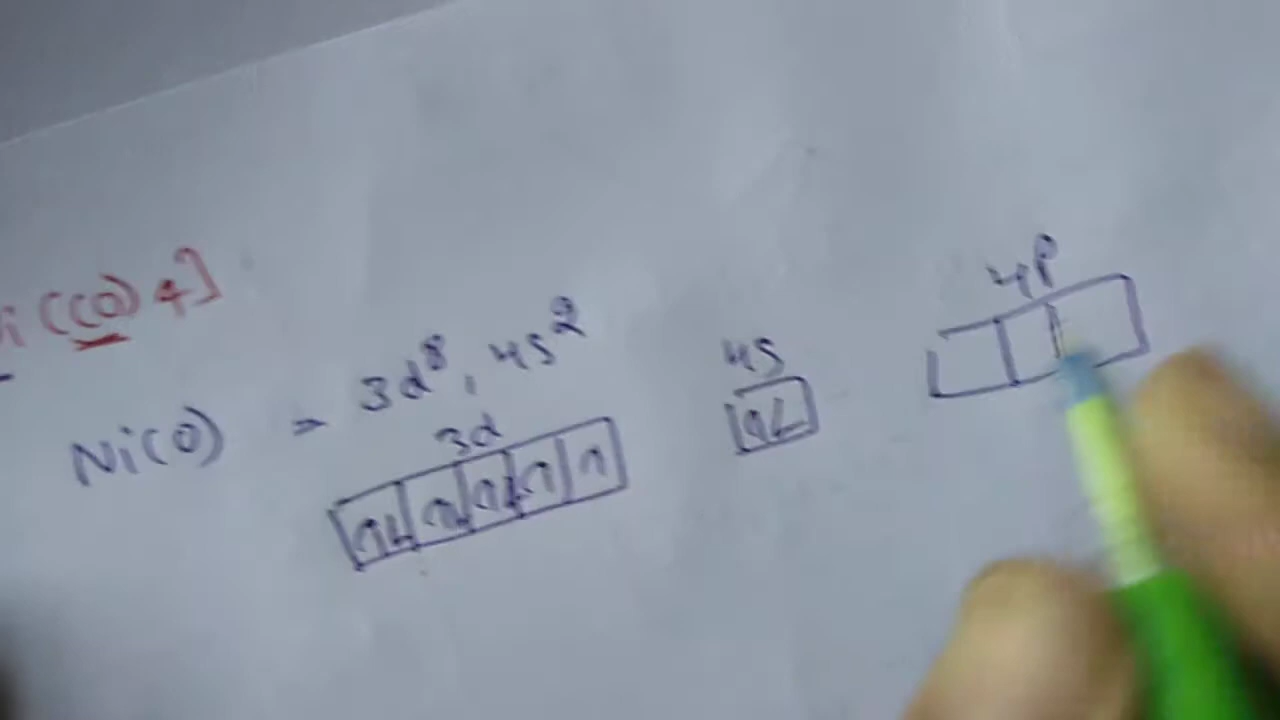 i(CO)4]
Ni(0) = 3d⁸, 4s²
3d 4s 4p